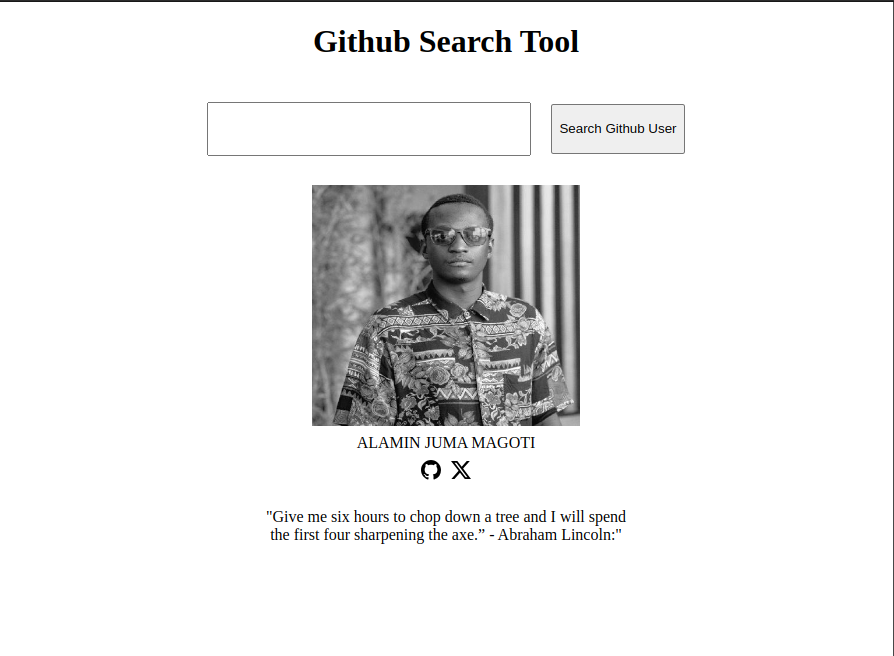 Github Search Tool
Search Github User
ALAMIN JUMA MAGOTI
"Give me six hours to chop down a tree and I will spend
the first four sharpening the axe.” - Abraham Lincoln:"